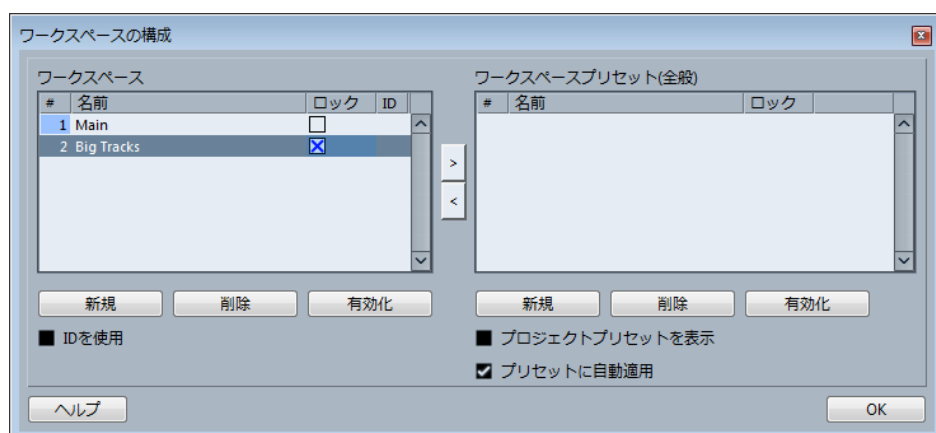 ワークスペースの構成
ワークスペース
# 名前 ロック ID
1 Main
2 Big Tracks
新規 削除 有効化
IDを使用
>
<
ワークスペースプリセット(全般)
# 名前 ロック
新規 削除 有効化
プロジェクトプリセットを表示
プリセットに自動適用
ヘルプ
OK